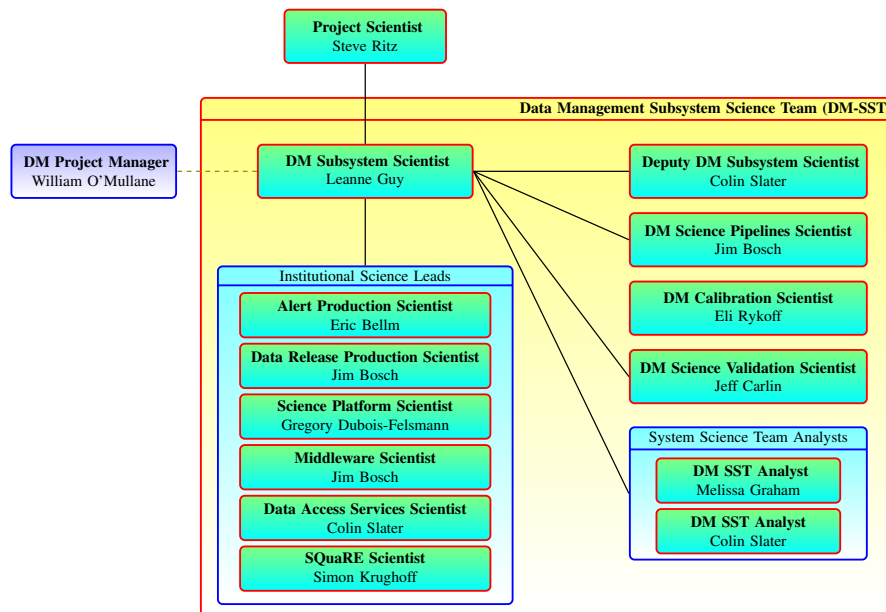 Project Scientist
Steve Ritz
Data Management Subsystem Science Team (DM-SST
DM Project Manager
William O'Mullane
DM Subsystem Scientist
Leanne Guy
Deputy DM Subsystem Scientist
Colin Slater
DM Science Pipelines Scientist
Jim Bosch
DM Calibration Scientist
Eli Rykoff
DM Science Validation Scientist
Jeff Carlin
Institutional Science Leads
Alert Production Scientist
Eric Bellm
Data Release Production Scientist
Jim Bosch
Science Platform Scientist
Gregory Dubois-Felsmann
Middleware Scientist
Jim Bosch
Data Access Services Scientist
Colin Slater
SQuaRE Scientist
Simon Krughoff
System Science Team Analysts
DM SST Analyst
Melissa Graham
DM SST Analyst
Colin Slater